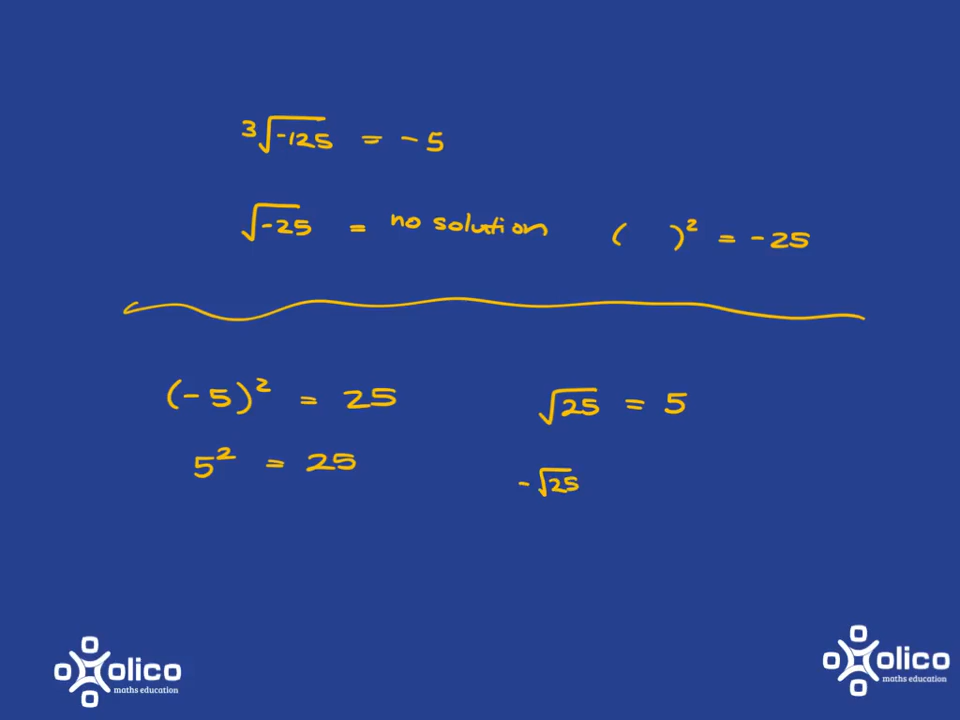 ³√-125 = -5
√-25 = no solution ( )² = -25
(-5)² = 25 √25 = 5
5² = 25 -√25
olico
maths education
olico
maths education